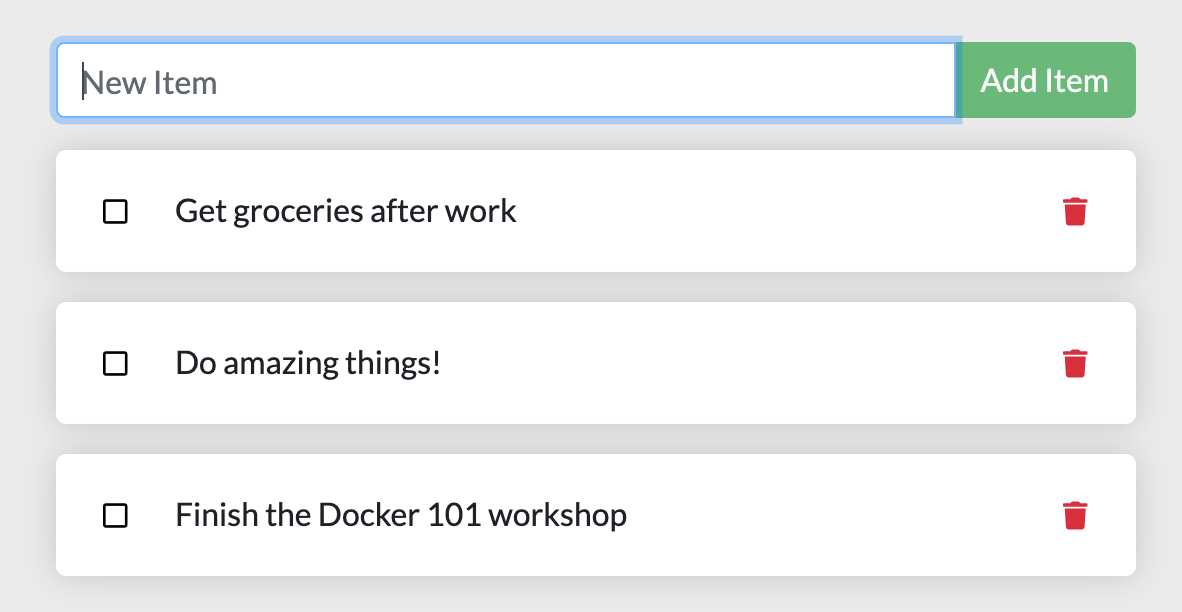 New Item
Add Item
Get groceries after work
Do amazing things!
Finish the Docker 101 workshop